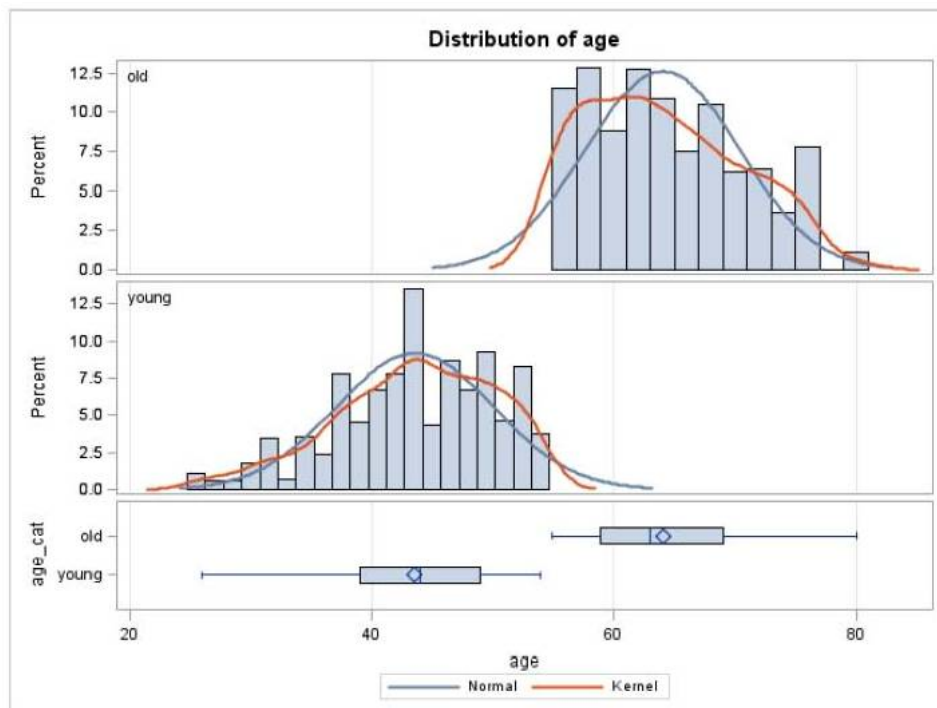 Distribution of age
old
12.5
10.0
7.5
5.0
2.5
0.0
Percent
young
12.5
10.0
7.5
5.0
2.5
0.0
Percent
old
young
age_cat
20 40 60 80
age
Normal Kernel